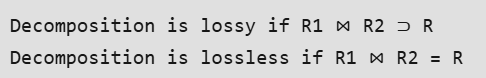 Decomposition is lossy if R1 ⋈ R2 ⊃ R
Decomposition is lossless if R1 ⋈ R2 = R